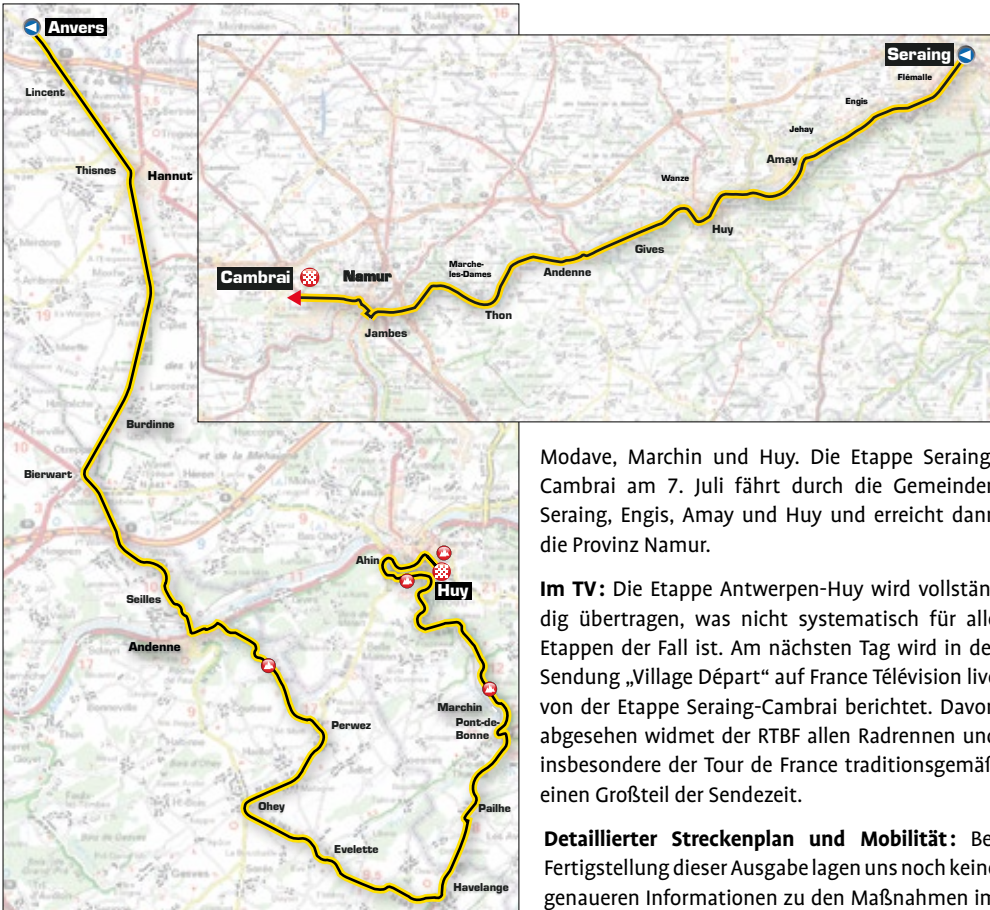 Anvers
Lincent
Thisnes
Hannut
Burdinne
Bierwart
Seilles
Andenne
Perwez
Ohey
Evelette
Havelange
Pailhe
Pont-de-
Bonne
Marchin
Ahin
Huy
Seraing
Flémalle
Engis
Jehay
Amay
Wanze
Huy
Gives
Andenne
Marche-
les-Dames
Thon
Namur
Jambes
Cambrai
Modave, Marchin und Huy. Die Etappe Seraing
Cambrai am 7. Juli fährt durch die Gemeinden
Seraing, Engis, Amay und Huy und erreicht dann
die Provinz Namur.
Im TV: Die Etappe Antwerpen-Huy wird vollstän
dig übertragen, was nicht systematisch für alle
Etappen der Fall ist. Am nächsten Tag wird in der
Sendung „Village Départ“ auf France Télévision live
von der Etappe Seraing-Cambrai berichtet. Davon
abgesehen widmet der RTBF allen Radrennen und
insbesondere der Tour de France traditionsgemäß
einen Großteil der Sendezeit.
Detaillierter Streckenplan und Mobilität: Be
Fertigstellung dieser Ausgabe lagen uns noch keine
genaueren Informationen zu den Maßnahmen im